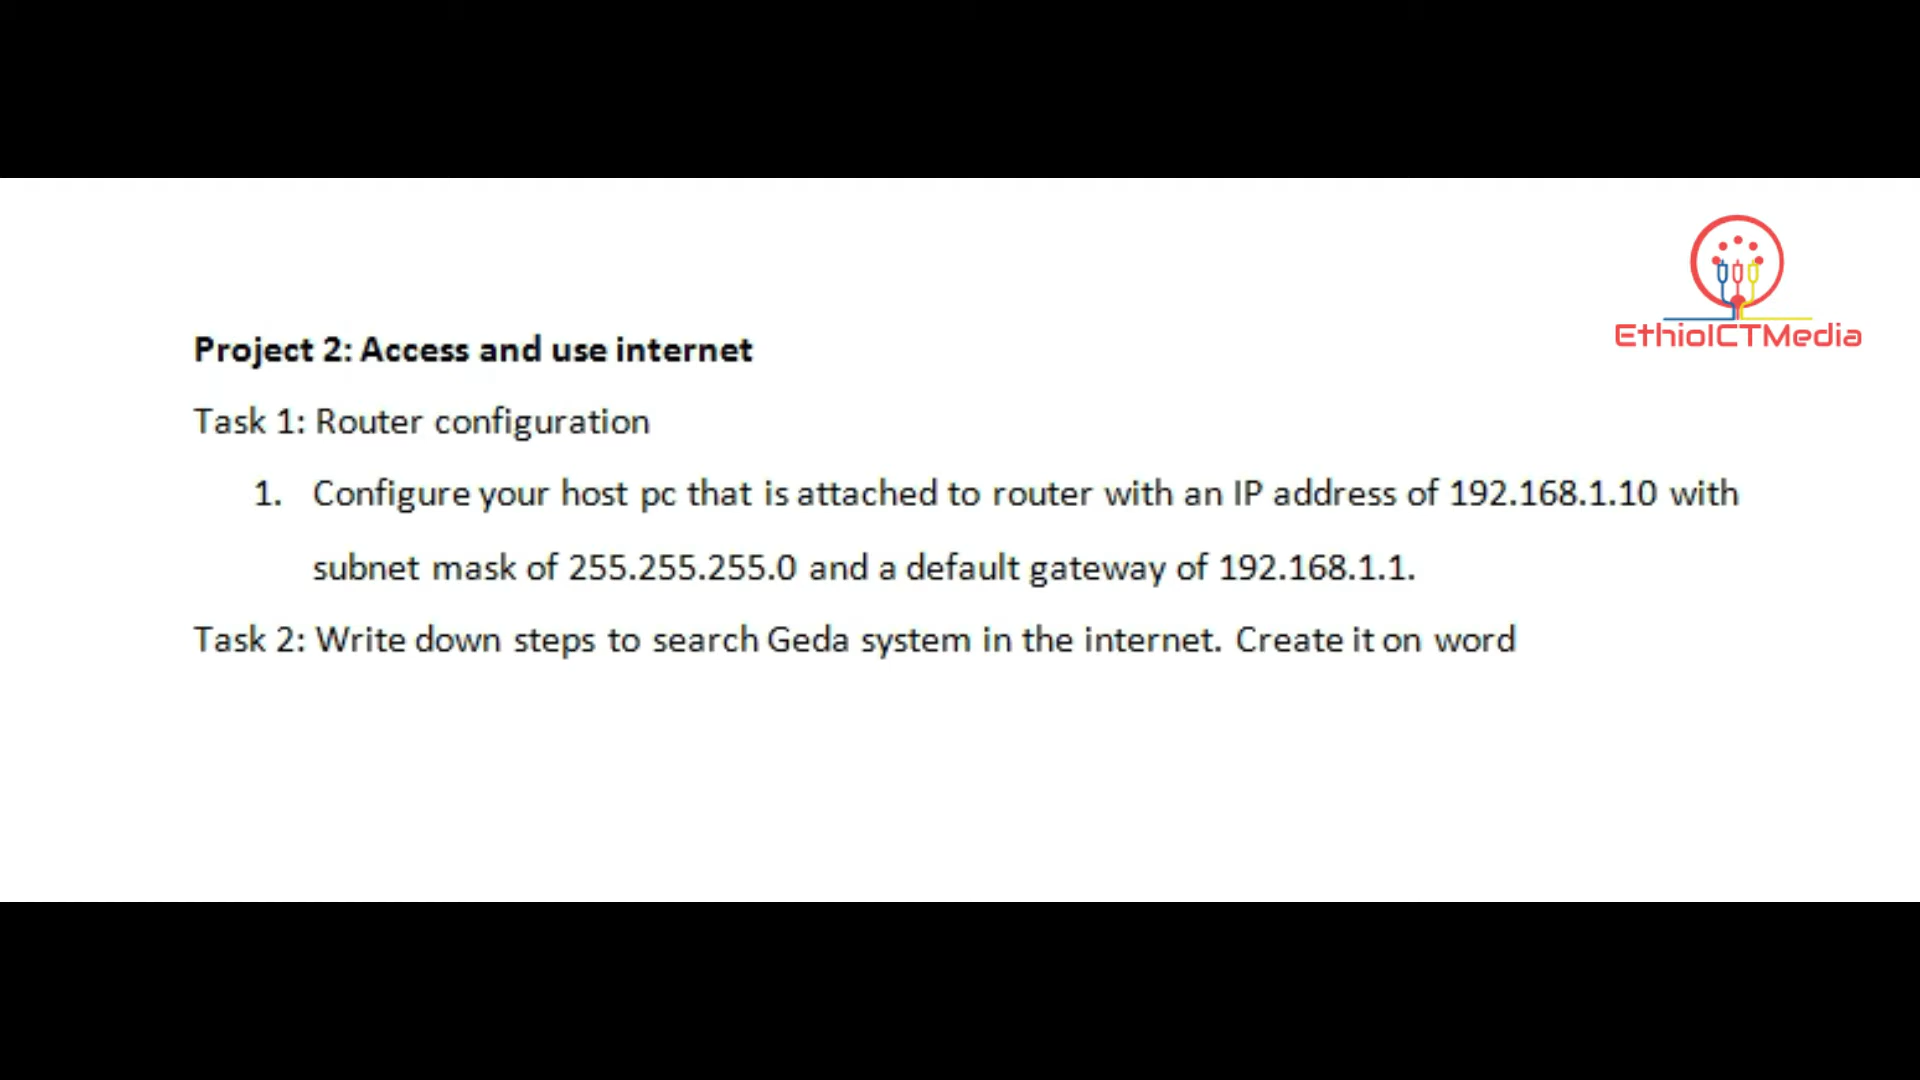 EthioICTMedia
Project 2: Access and use internet
Task 1: Router configuration
1. Configure your host pc that is attached to router with an IP address of 192.168.1.10 with
subnet mask of 255.255.255.0 and a default gateway of 192.168.1.1.
Task 2: Write down steps to search Geda system in the internet. Create it on word